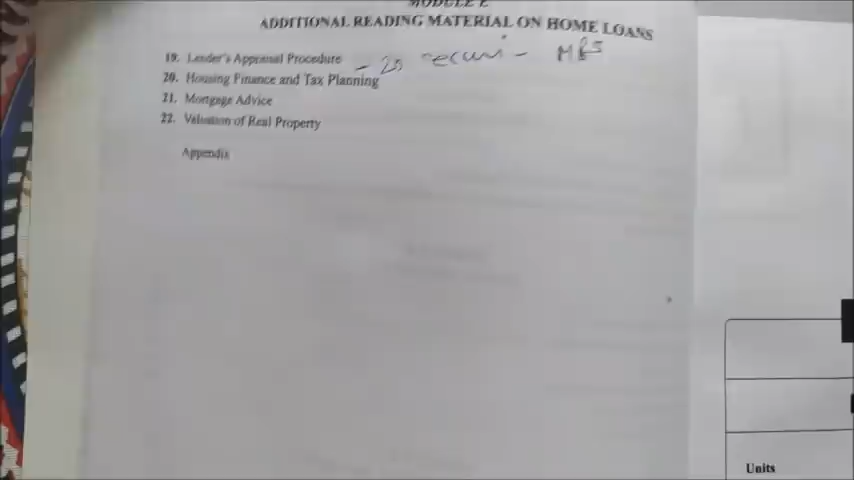 MODULE E
ADDITIONAL READING MATERIAL ON HOME LOANS
19. Lender's Appraisal Procedure
20. Housing Finance and Tax Planning
21. Mortgage Advice
22. Valuation of Real Property
Appendix
Units